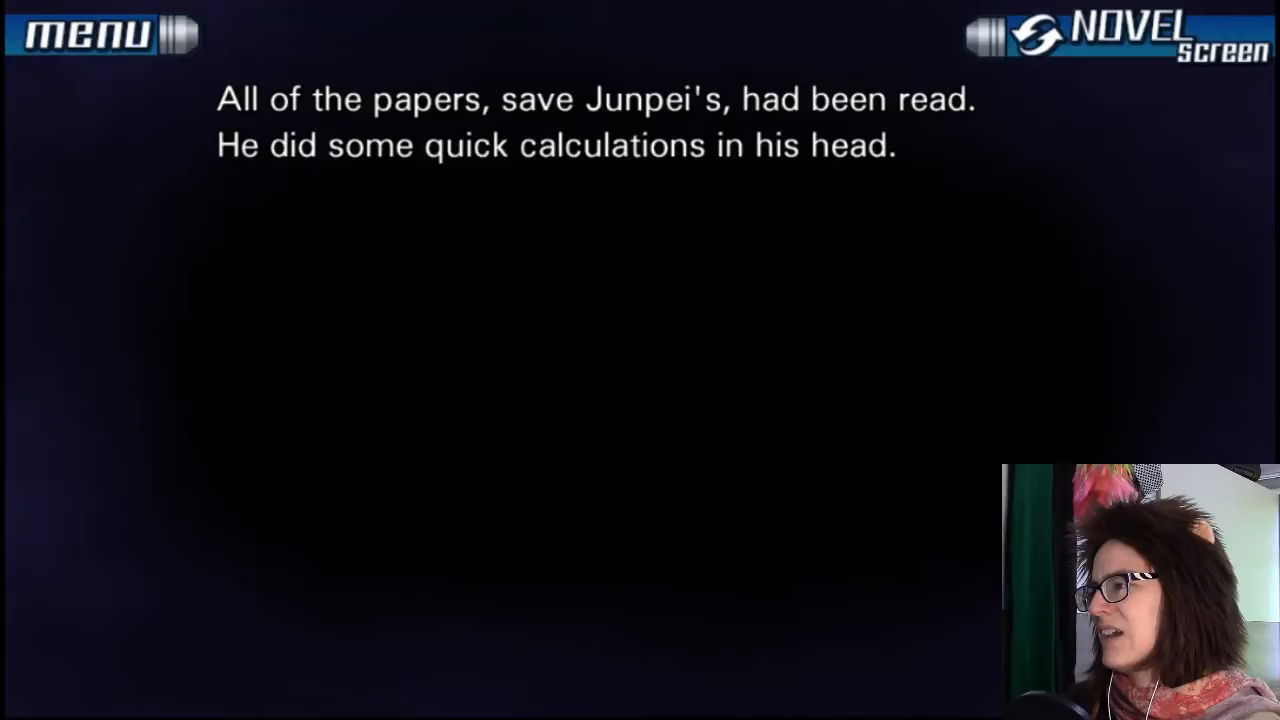 menu
NOVEL
screen
All of the papers, save Junpei's, had been read.
He did some quick calculations in his head.